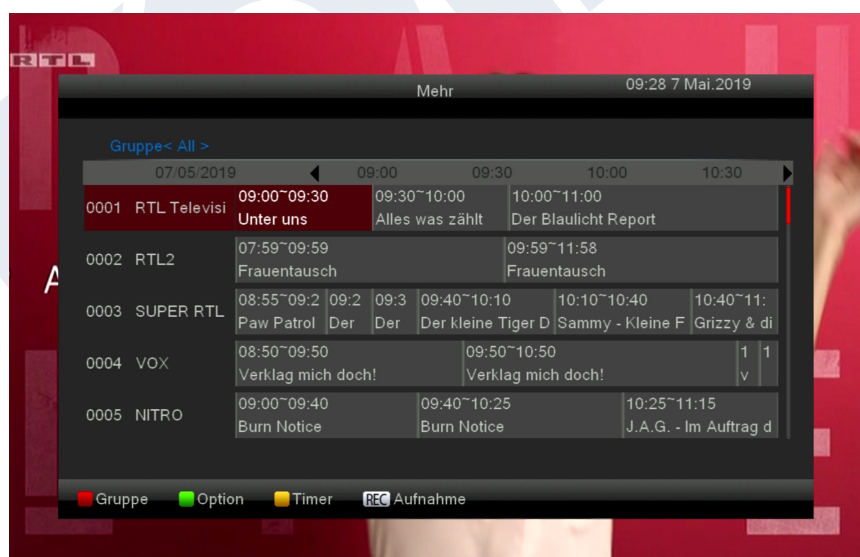 RTL
Mehr
09:28 7 Mai.2019
Gruppe< All >
07/05/2019 09:00 09:30 10:00 10:30
0001 RTL Televisi
09:00~09:30 09:30~10:00 10:00~11:00
Unter uns Alles was zählt Der Blaulicht Report
0002 RTL2
07:59~09:59 09:59~11:58
Frauentausch Frauentausch
0003 SUPER RTL
08:55~09:2 09:2 09:3 09:40~10:10 10:10~10:40 10:40~11:
Paw Patrol Der Der Der kleine Tiger D Sammy - Kleine F Grizzy & di
0004 VOX
08:50~09:50 09:50~10:50 1 1
Verklag mich doch! Verklag mich doch! v
0005 NITRO
09:00~09:40 09:40~10:25 10:25~11:15
Burn Notice Burn Notice J.A.G. - Im Auftrag d
Gruppe Option Timer REC Aufnahme